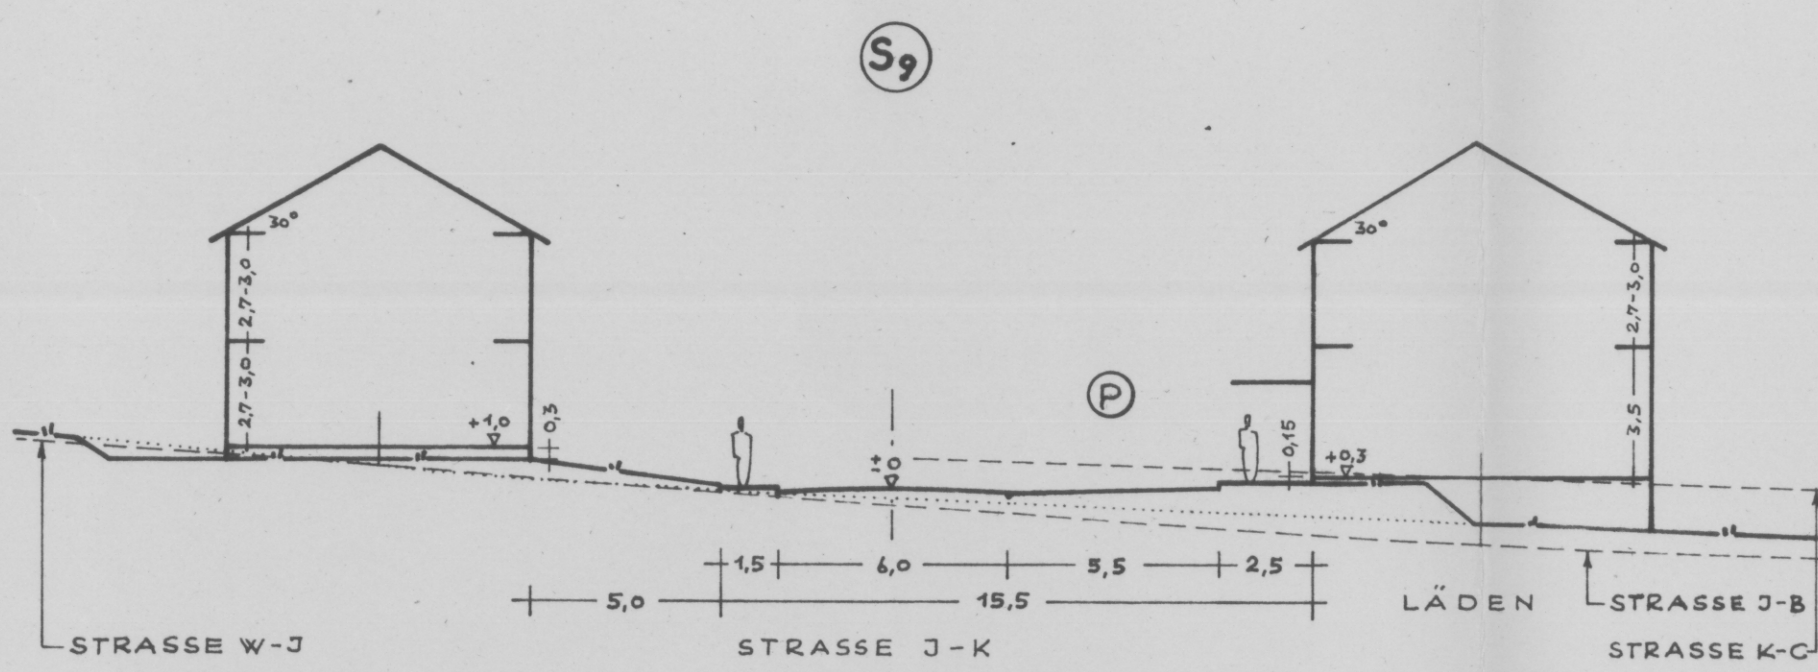 S9
30°
30°
2,7-3,0
2,7-3,0
2,7-3,0
3,5
+1,0
0,3
P
±0
0,15
+0,3
1,5
6,0
5,5
2,5
5,0
15,5
LÄDEN
STRASSE J-B
STRASSE W-J
STRASSE J-K
STRASSE K-C